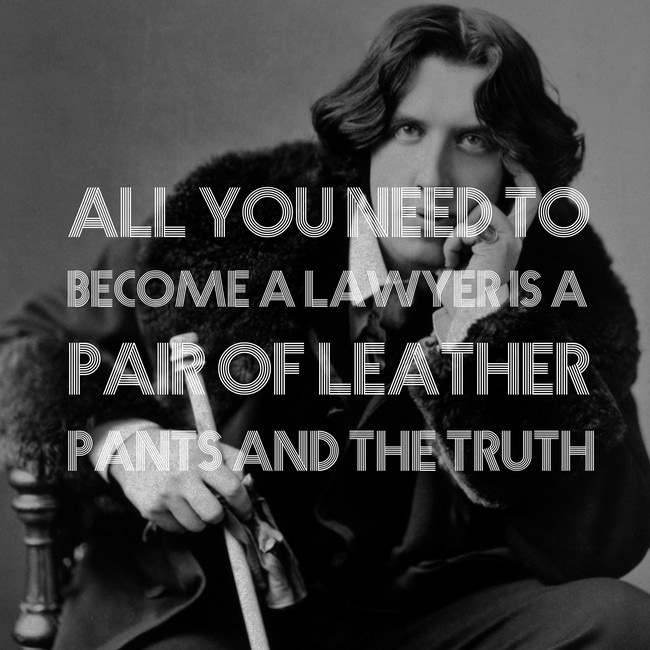 ALL YOU NEED TO
BECOME A LAWYER IS A
PAIR OF LEATHER
PANTS AND THE TRUTH